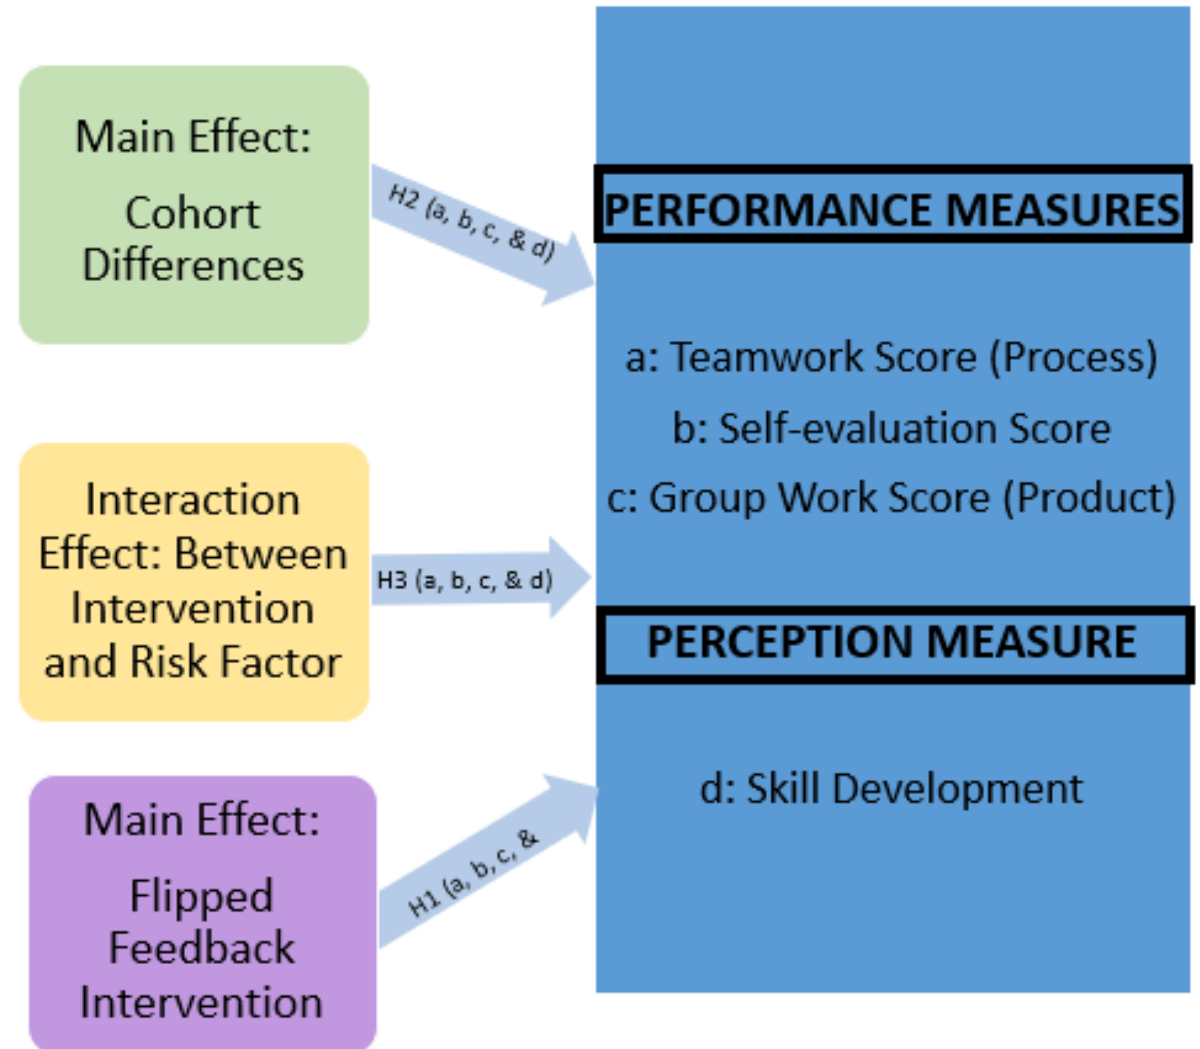 Main Effect:
Cohort
Differences
H2 (a, b, c, & d)
Interaction
Effect: Between
Intervention
and Risk Factor
H3 (a, b, c, & d)
Main Effect:
Flipped
Feedback
Intervention
H1 (a, b, c, &
PERFORMANCE MEASURES
a: Teamwork Score (Process)
b: Self-evaluation Score
c: Group Work Score (Product)
PERCEPTION MEASURE
d: Skill Development